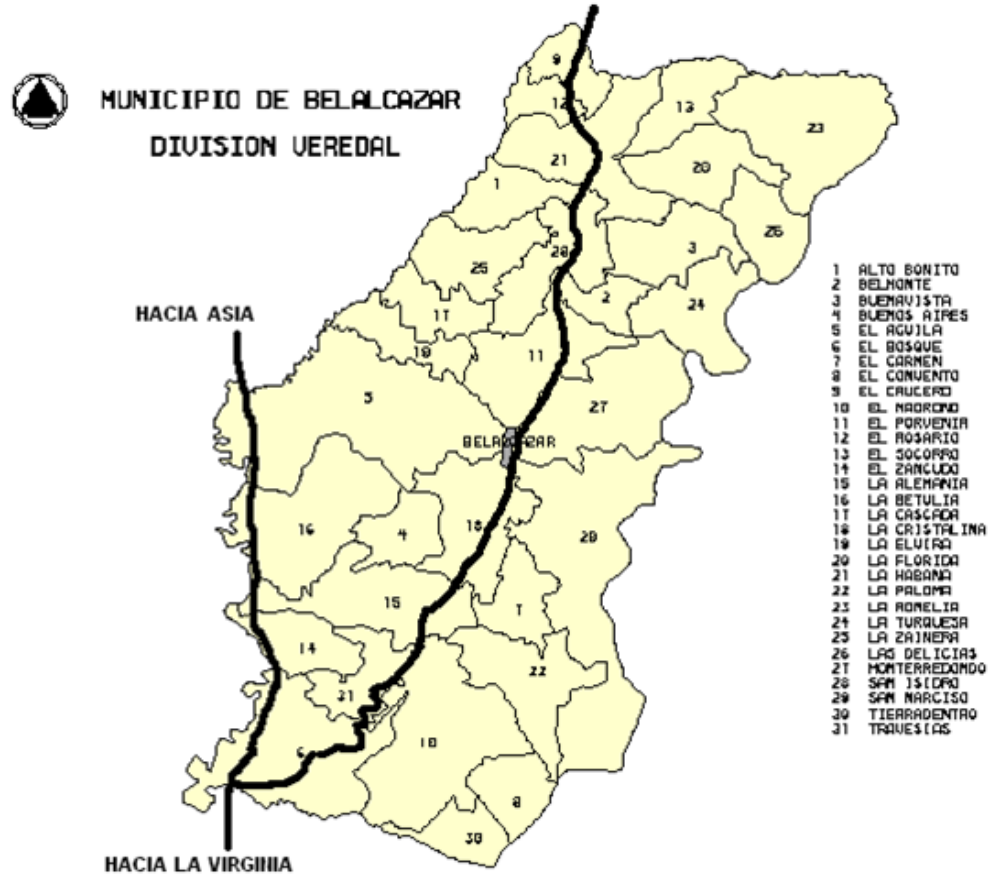 MUNICIPIO DE BELALCAZAR
DIVISION VEREDAL
9
12
13
23
21
20
1
26
28
3
25
2
24
17
19
11
5
27
HACIA ASIA
BELALCAZAR
16
4
18
29
15
7
14
22
31
10
6
8
30
HACIA LA VIRGINIA
1 ALTO BONITO
2 BELMONTE
3 BUENAVISTA
4 BUENOS AIRES
5 EL AGUILA
6 EL BOSQUE
7 EL CARMEN
8 EL CONVENTO
9 EL CRUCERO
10 EL MADRONO
11 EL PORVENIR
12 EL ROSARIO
13 EL SOCORRO
14 EL ZANCUDO
15 LA ALEMANIA
16 LA BETULIA
17 LA CASCADA
18 LA CRISTALINA
19 LA ELVIRA
20 LA FLORIDA
21 LA HABANA
22 LA PALOMA
23 LA ROMELIA
24 LA TURQUESA
25 LA ZAINERA
26 LAS DELICIAS
27 MONTERREDONDO
28 SAN ISIDRO
29 SAN NARCISO
30 TIERRADENTRO
31 TRAVESIAS